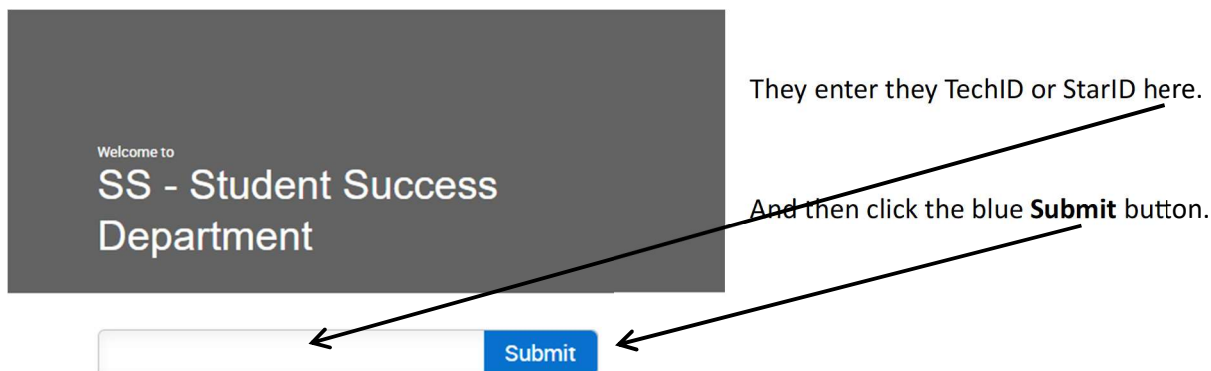 They enter they TechID or StarID here.
Welcome to
SS - Student Success
Department
And then click the blue Submit button.
Submit